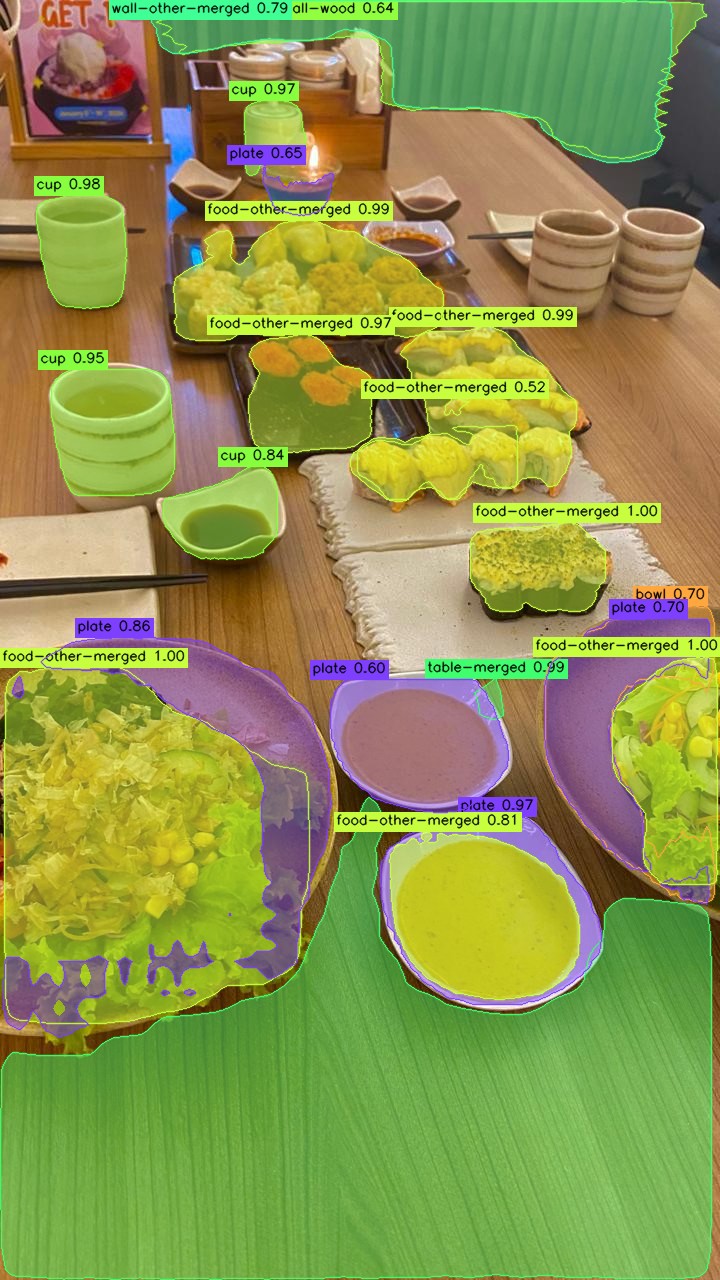 wall-other-merged 0.79
all-wood 0.64
GET
cup 0.97
plate 0.65
cup 0.98
food-other-merged 0.99
food-other-merged 0.97
food-other-merged 0.99
cup 0.95
food-other-merged 0.52
cup 0.84
food-other-merged 1.00
bowl 0.70
plate 0.70
plate 0.86
food-other-merged 1.00
food-other-merged 1.00
plate 0.60
table-merged 0.99
plate 0.97
food-other-merged 0.81